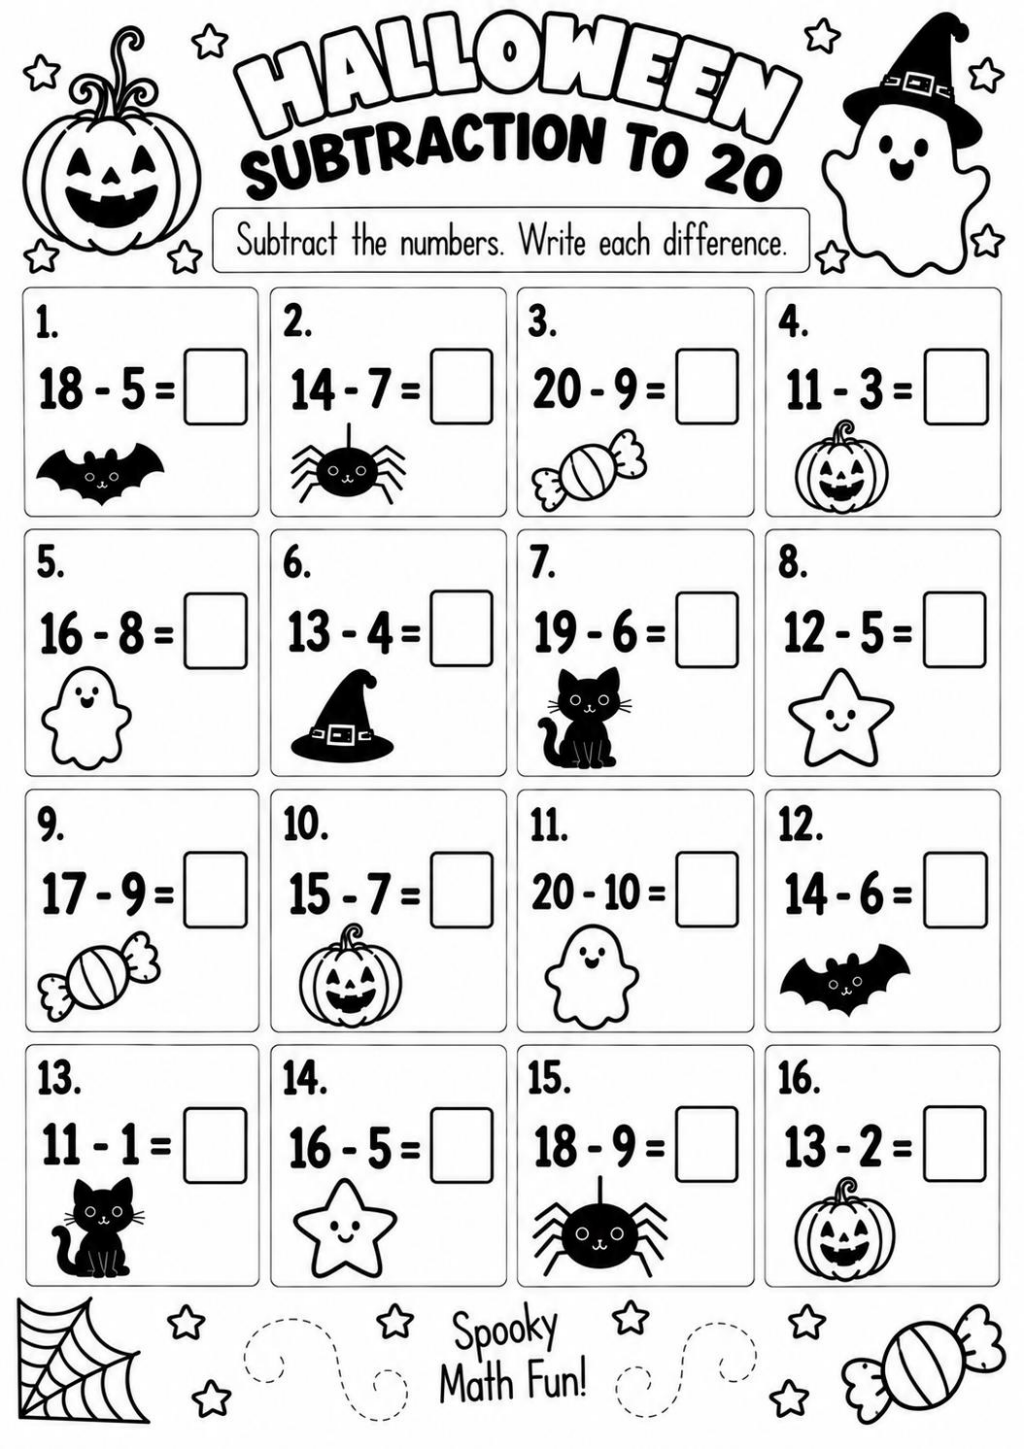 HALLOWEEN
SUBTRACTION TO 20
Subtract the numbers. Write each difference.
1.
18 - 5 =
2.
14 - 7 =
3.
20 - 9 =
4.
11 - 3 =
5.
16 - 8 =
6.
13 - 4 =
7.
19 - 6 =
8.
12 - 5 =
9.
17 - 9 =
10.
15 - 7 =
11.
20 - 10 =
12.
14 - 6 =
13.
11 - 1 =
14.
16 - 5 =
15.
18 - 9 =
16.
13 - 2 =
Spooky
Math Fun!